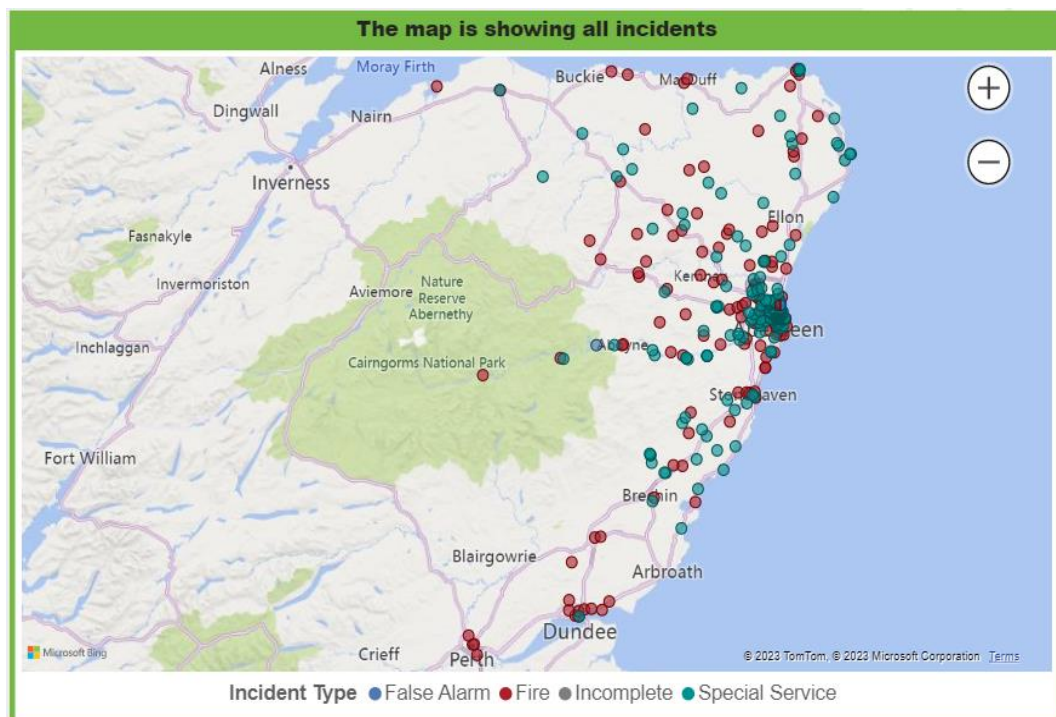 The map is showing all incidents
Alness
Moray Firth
Buckie
MacDuff
Dingwall
Nairn
Inverness
Ellon
Fasnakyle
Invermoriston
Aviemore
Nature
Reserve
Abernethy
Inchlaggan
Cairngorms National Park
Fort William
Brechin
Blairgowrie
Arbroath
Dundee
Crieff
Perth
Microsoft Bing
© 2023 TomTom, © 2023 Microsoft Corporation Terms
Incident Type False Alarm Fire Incomplete Special Service